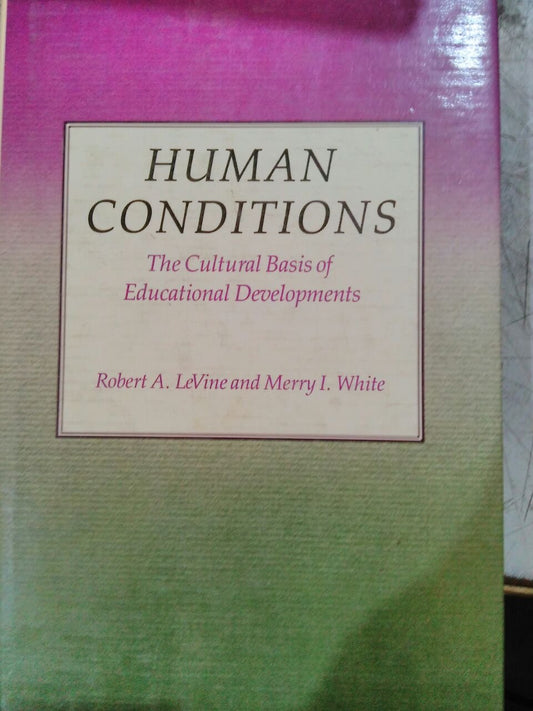 HUMAN
CONDITIONS
The Cultural Basis of
Educational Developments
Robert A. LeVine and Merry I. White